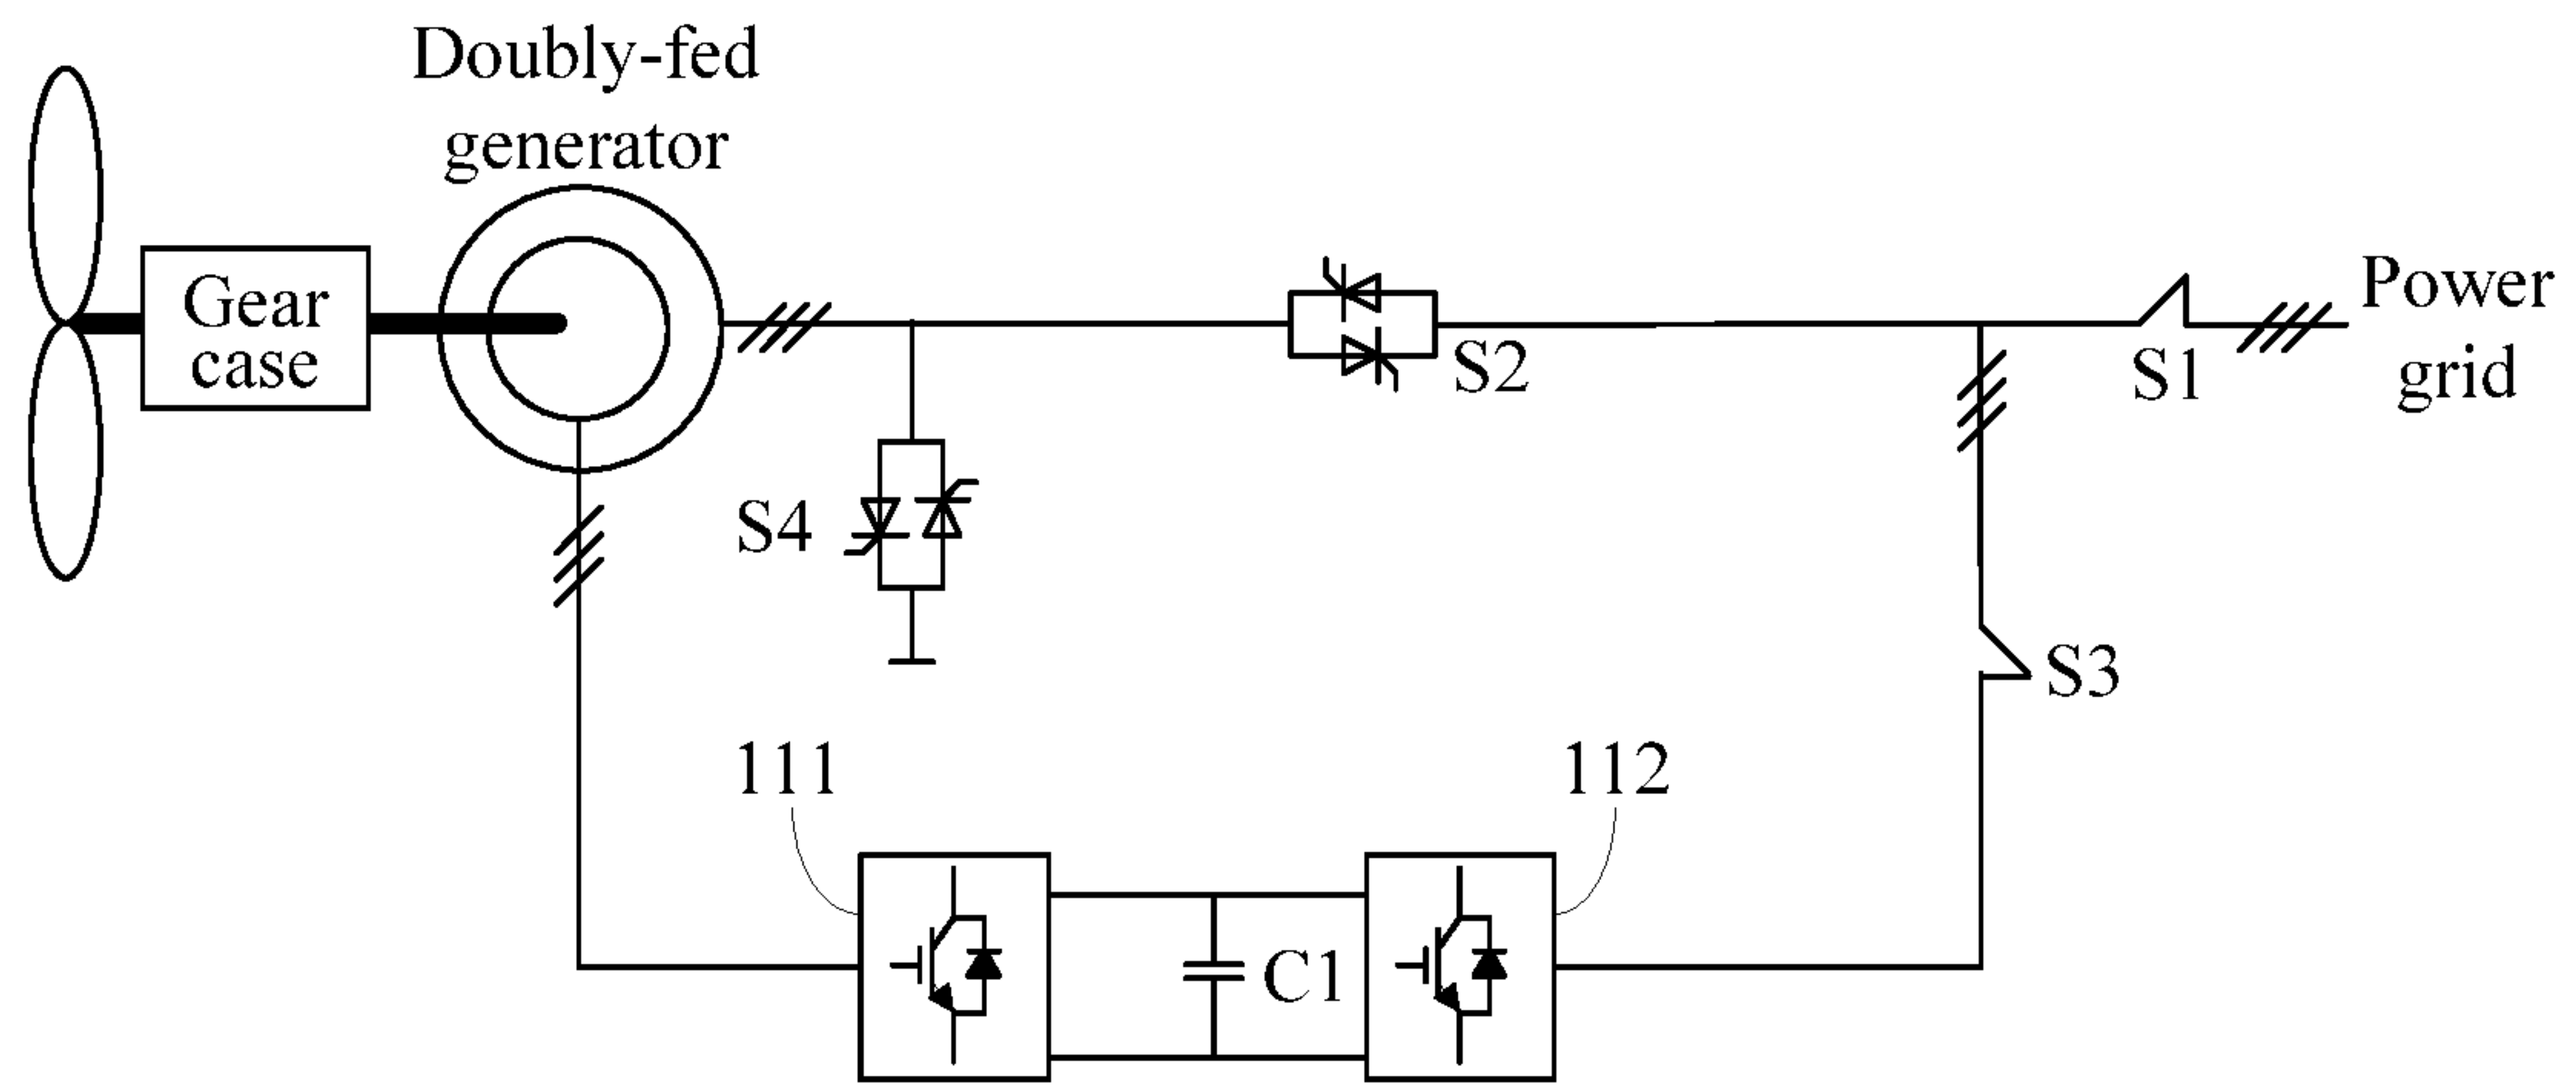 Doubly-fed
generator
Gear
case
Power
grid
S2
S1
S4
S3
111
112
C1